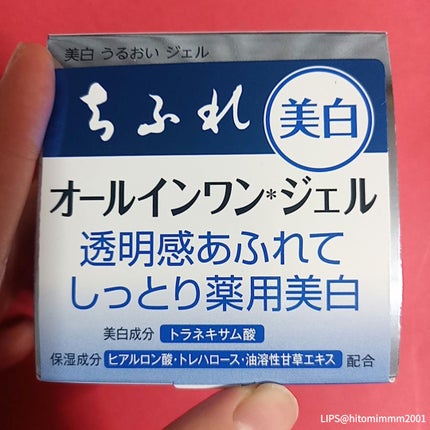 美白 うるおい ジェル
ちふれ
美白
オールインワン*ジェル
透明感あふれて
しっとり薬用美白
美白成分 トラネキサム酸
保湿成分 ヒアルロン酸・トレハロース・油溶性甘草エキス 配合
LIPS@hitomimmm2001